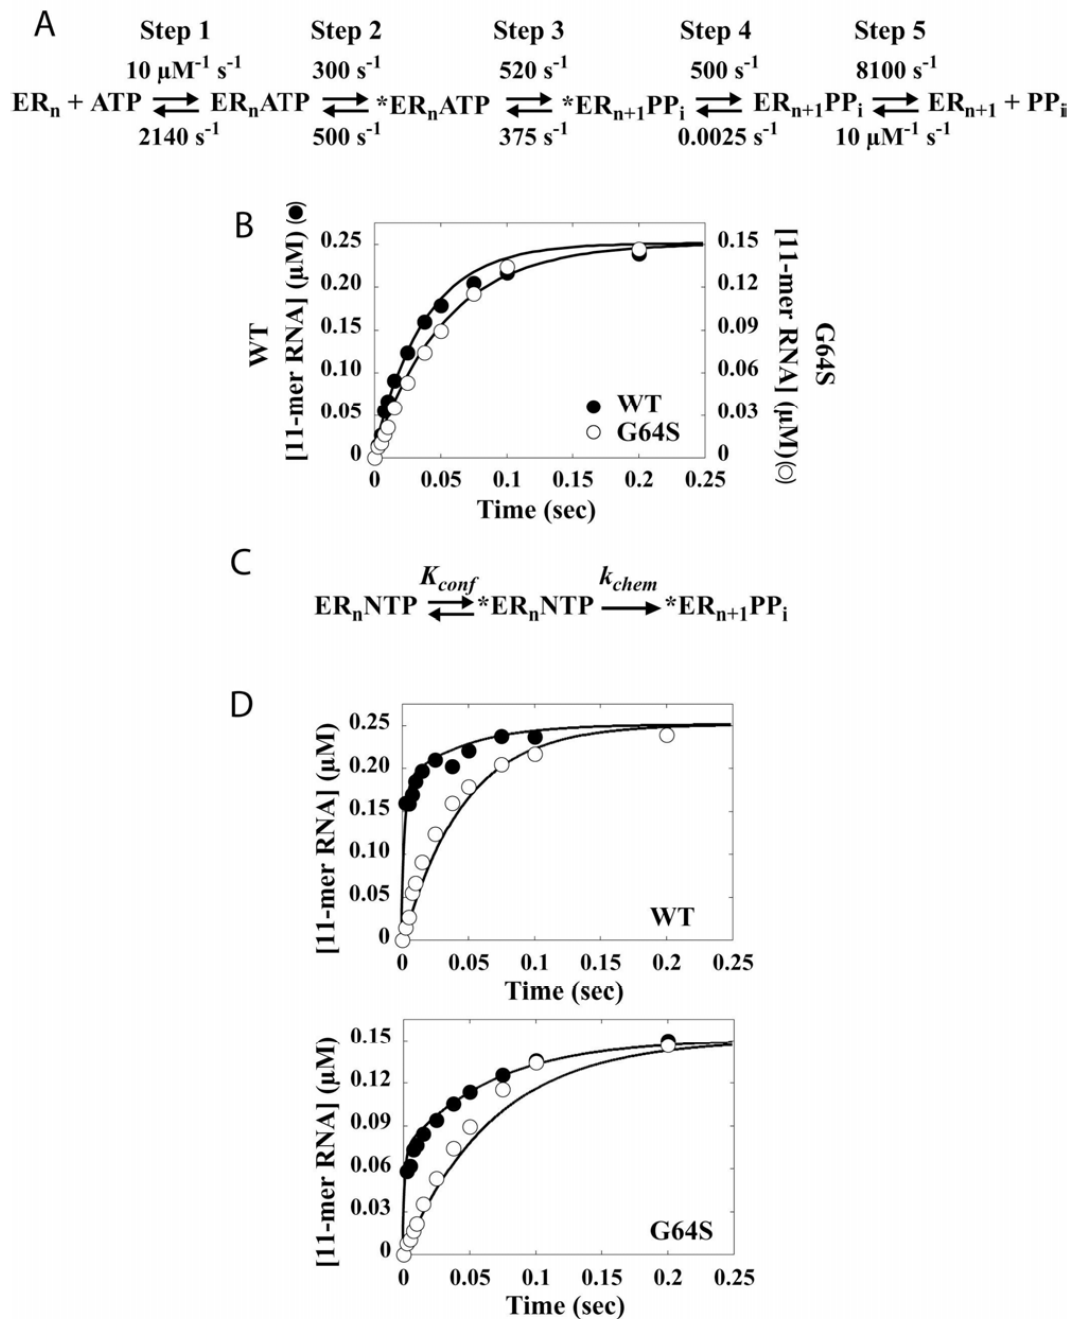 A
Step 1 Step 2 Step 3 Step 4 Step 5
10 μM⁻¹ s⁻¹ 300 s⁻¹ 520 s⁻¹ 500 s⁻¹ 8100 s⁻¹
ERₙ + ATP ⇌ ERₙATP ⇌ *ERₙATP ⇌ *ERₙ₊₁PPᵢ ⇌ ERₙ₊₁PPᵢ ⇌ ERₙ₊₁ + PPᵢ
2140 s⁻¹ 500 s⁻¹ 375 s⁻¹ 0.0025 s⁻¹ 10 μM⁻¹ s⁻¹
B
WT
[11-mer RNA] (μM) (●)
0.25
0.20
0.15
0.10
0.05
0
0.15
0.12
0.09
0.06
0.03
0
[11-mer RNA] (μM)(○)
G64S
WT
G64S
0 0.05 0.1 0.15 0.2 0.25
Time (sec)
C
K_conf k_chem
ERₙNTP ⇌ *ERₙNTP → *ERₙ₊₁PPᵢ
D
[11-mer RNA] (μM)
0.25
0.20
0.15
0.10
0.05
0
WT
0 0.05 0.1 0.15 0.2 0.25
Time (sec)
[11-mer RNA] (μM)
0.15
0.12
0.09
0.06
0.03
0
G64S
0 0.05 0.1 0.15 0.2 0.25
Time (sec)